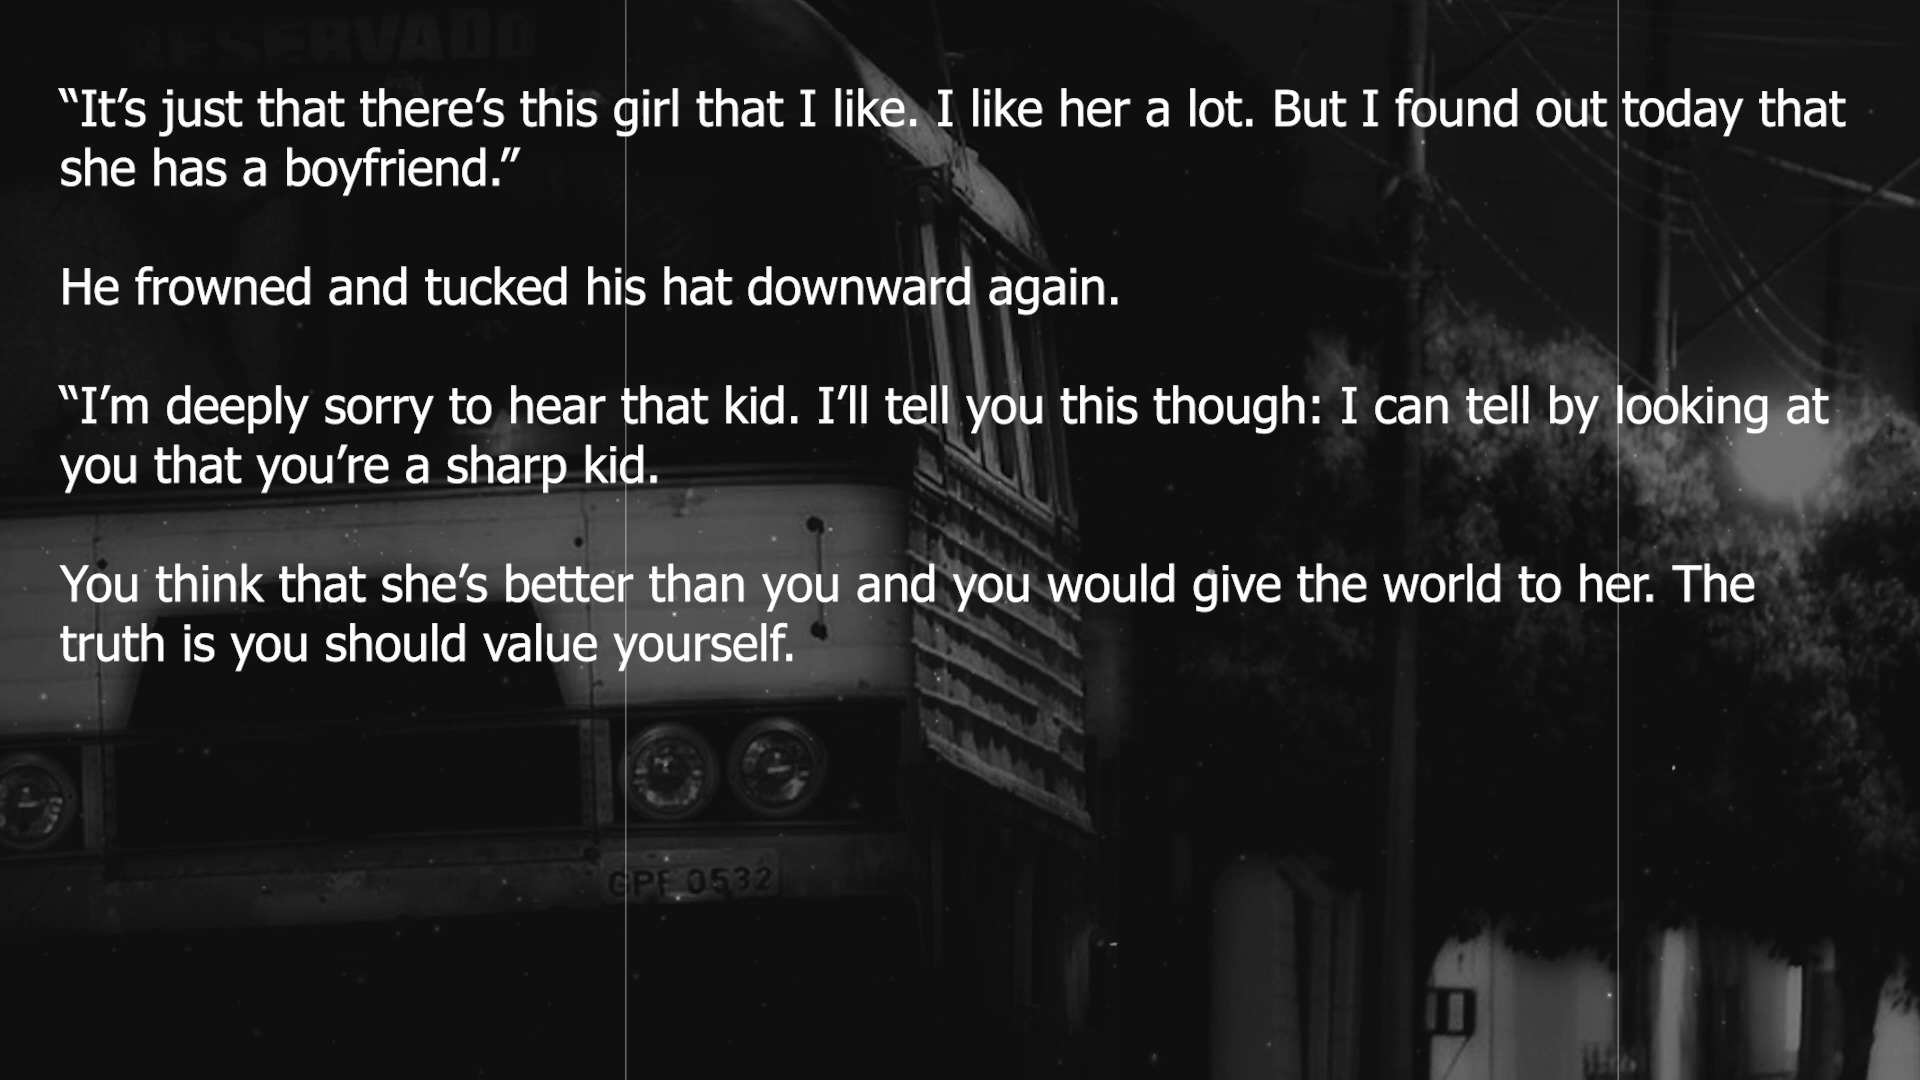 RESERVADO
“It’s just that there’s this girl that I like. I like her a lot. But I found out today that
she has a boyfriend.”
He frowned and tucked his hat downward again.
“I’m deeply sorry to hear that kid. I’ll tell you this though: I can tell by looking at
you that you’re a sharp kid.
You think that she’s better than you and you would give the world to her. The
truth is you should value yourself.
0532